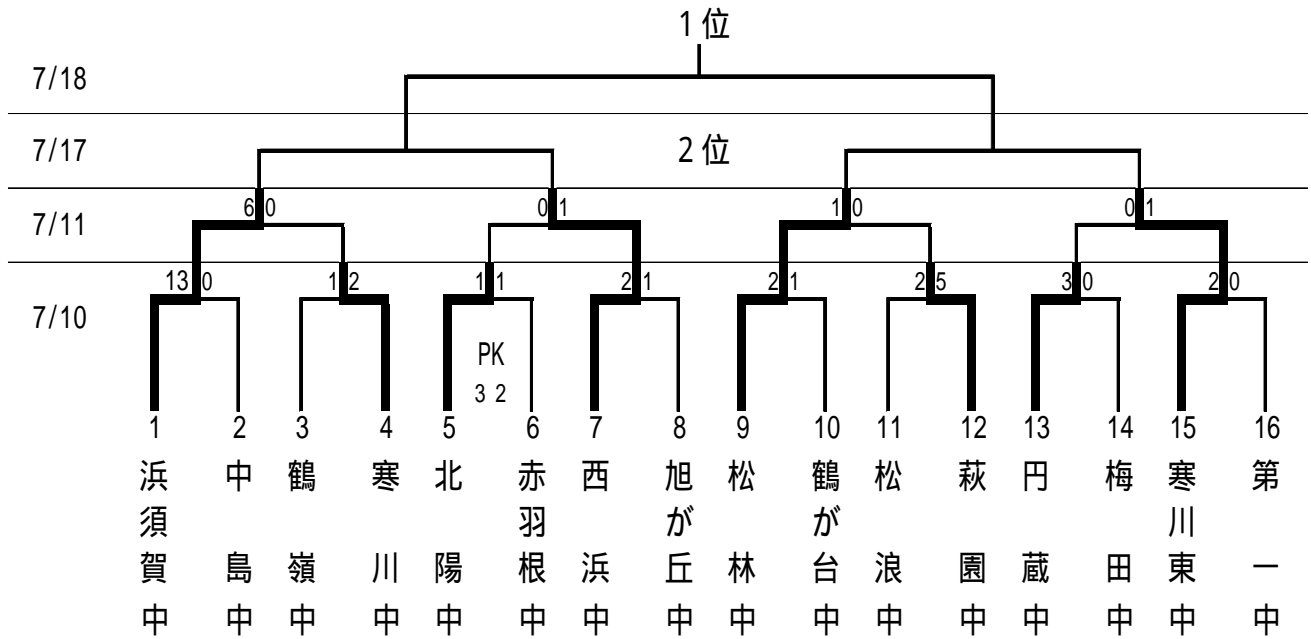 1位
7/18
7/17 2位
6 0 0 1 1 0 0 1
7/11
13 0 1 2 1 1 2 1 2 1 2 5 3 0 2 0
7/10
PK
3 2
1 2 3 4 5 6 7 8 9 10 11 12 13 14 15 16
浜須賀中
中島中
鶴嶺中
寒川中
北陽中
赤羽根中
西浜中
旭が丘中
松林中
鶴が台中
松浪中
萩園中
円蔵中
梅田中
寒川東中
第一中